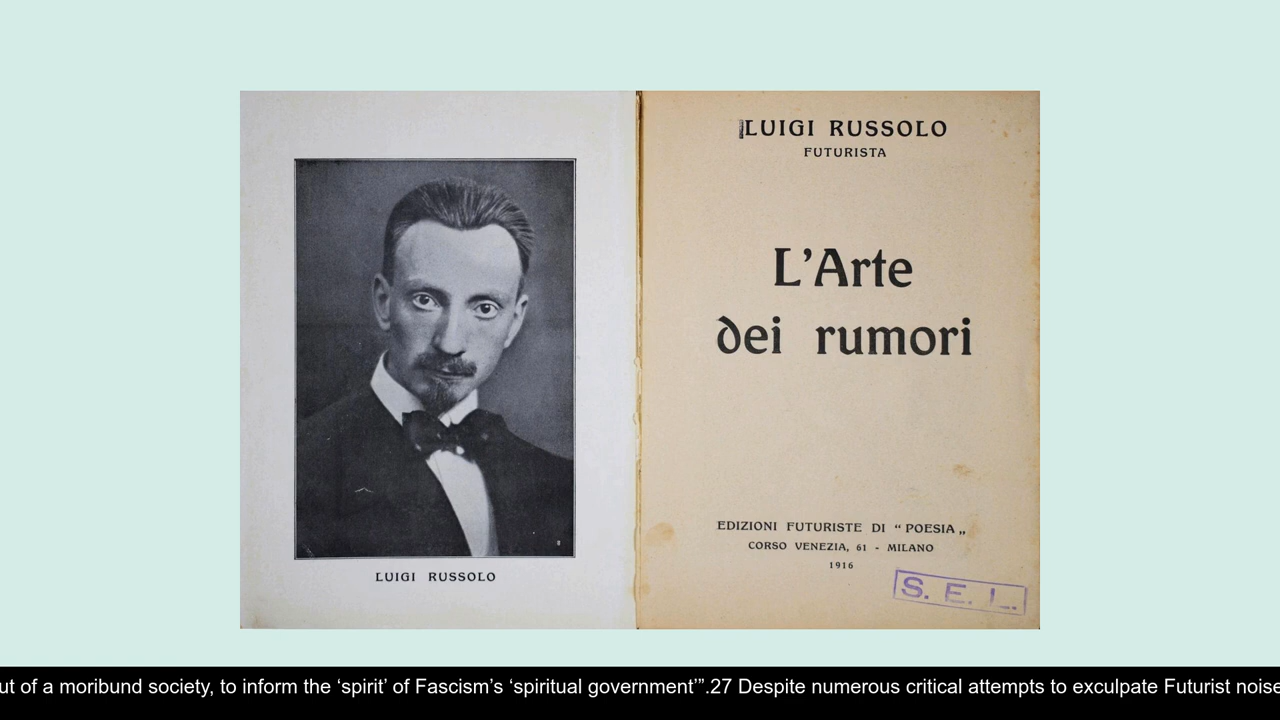 LUIGI RUSSOLO
LUIGI RUSSOLO
FUTURISTA
L'Arte
dei rumori
EDIZIONI FUTURISTE DI “ POESIA „
CORSO VENEZIA, 61 - MILANO
1916
S. E. L.
of a moribund society, to inform the ‘spirit’ of Fascism’s ‘spiritual government’”.27 Despite numerous critical attempts to exculpate Futurist noise